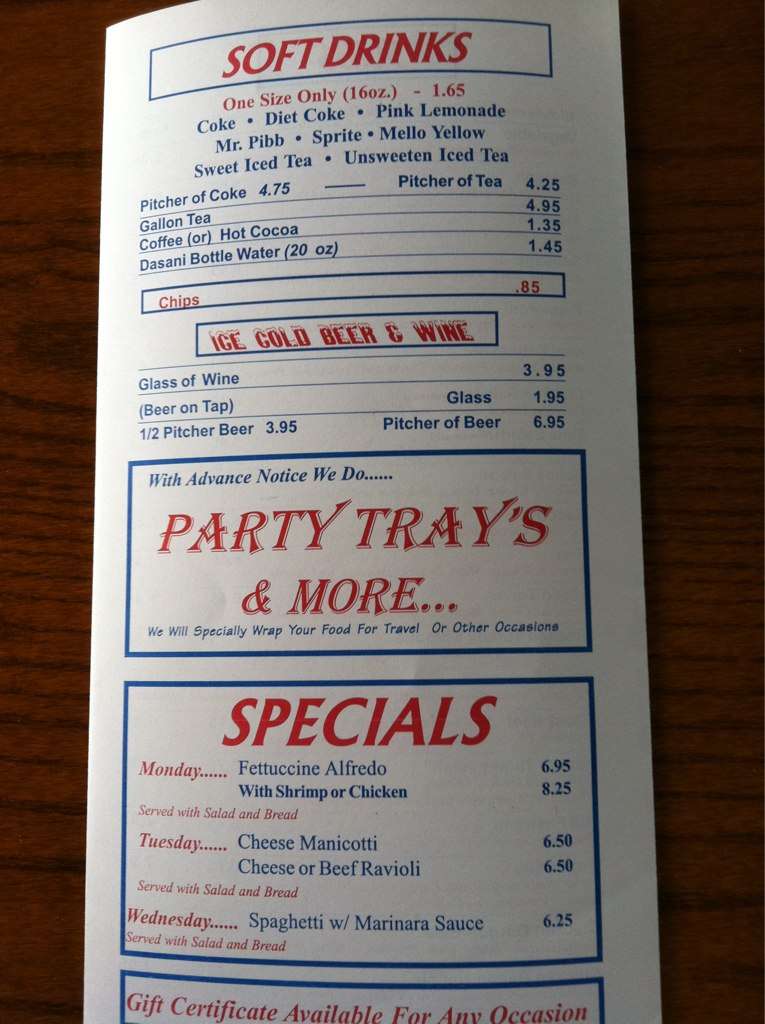 SOFT DRINKS
One Size Only (16oz.) - 1.65
Coke • Diet Coke • Pink Lemonade
Mr. Pibb • Sprite • Mello Yellow
Sweet Iced Tea • Unsweeten Iced Tea
Pitcher of Coke 4.75 —— Pitcher of Tea 4.25
Gallon Tea 4.95
Coffee (or) Hot Cocoa 1.35
Dasani Bottle Water (20 oz) 1.45
Chips .85
ICE COLD BEER & WINE
Glass of Wine 3.95
(Beer on Tap) Glass 1.95
1/2 Pitcher Beer 3.95 Pitcher of Beer 6.95
With Advance Notice We Do......
PARTY TRAY'S
& MORE...
We Will Specially Wrap Your Food For Travel Or Other Occasions
SPECIALS
Monday...... Fettuccine Alfredo 6.95
With Shrimp or Chicken 8.25
Served with Salad and Bread
Tuesday...... Cheese Manicotti 6.50
Cheese or Beef Ravioli 6.50
Served with Salad and Bread
Wednesday...... Spaghetti w/ Marinara Sauce 6.25
Served with Salad and Bread
Gift Certificate Available For Any Occasion